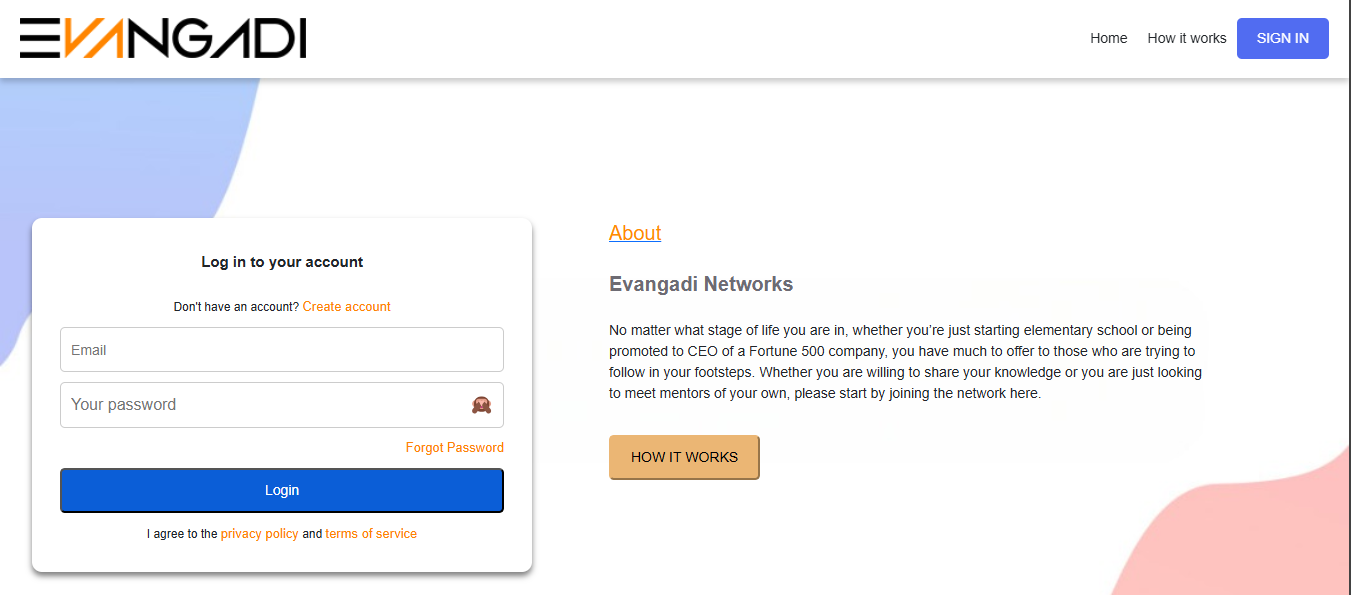 EVANGADI
Home
How it works
SIGN IN
Log in to your account
Don't have an account? Create account
Email
Your password
Forgot Password
Login
I agree to the privacy policy and terms of service
About
Evangadi Networks
No matter what stage of life you are in, whether you’re just starting elementary school or being
promoted to CEO of a Fortune 500 company, you have much to offer to those who are trying to
follow in your footsteps. Whether you are willing to share your knowledge or you are just looking
to meet mentors of your own, please start by joining the network here.
HOW IT WORKS